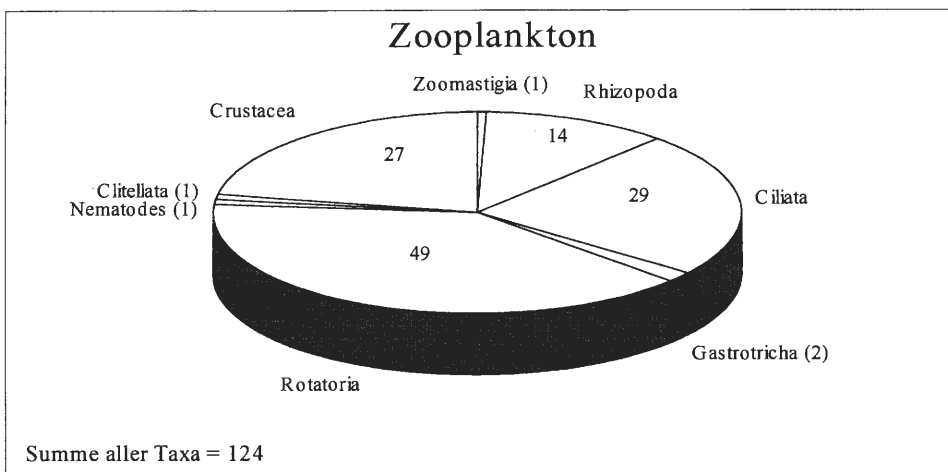 Zooplankton
Zoomastigia (1)
Rhizopoda
Crustacea
14
27
Clitellata (1)
29
Ciliata
Nematodes (1)
49
Gastrotricha (2)
Rotatoria
Summe aller Taxa = 124